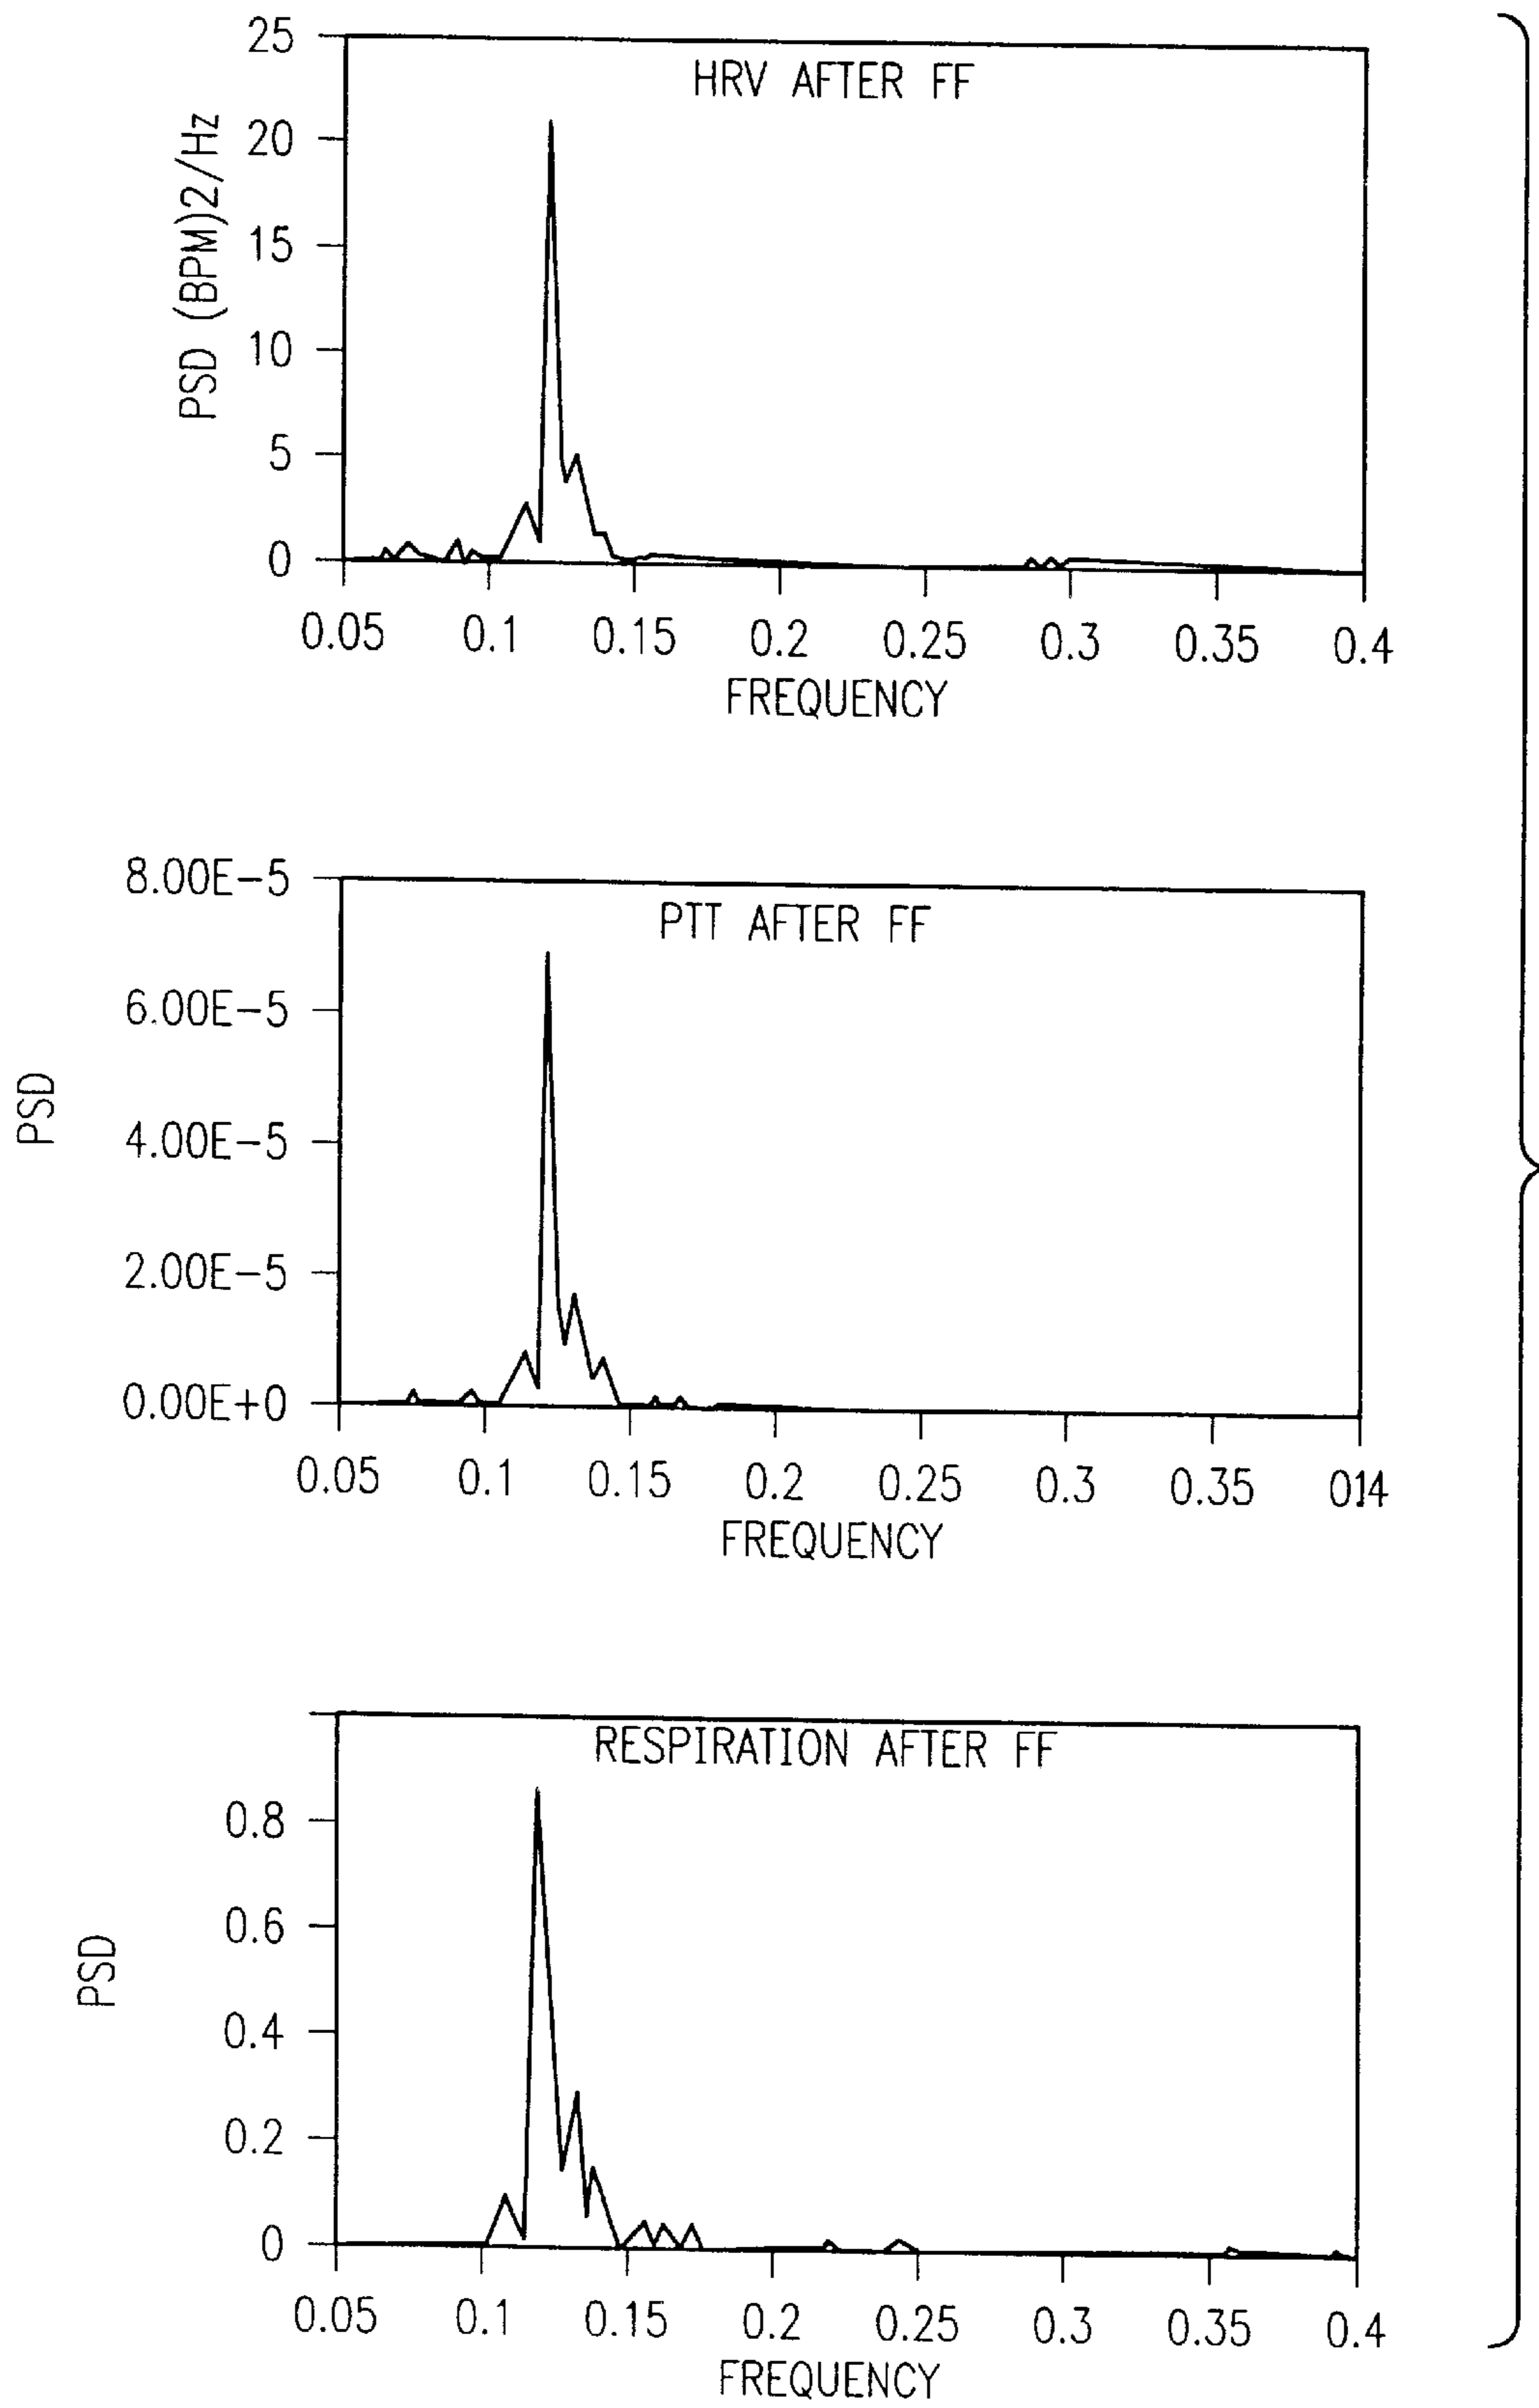 HRV AFTER FF
PSD (BPM)2/Hz
25
20
15
10
5
0
0.05 0.1 0.15 0.2 0.25 0.3 0.35 0.4
FREQUENCY
PTT AFTER FF
PSD
8.00E-5
6.00E-5
4.00E-5
2.00E-5
0.00E+0
0.05 0.1 0.15 0.2 0.25 0.3 0.35 014
FREQUENCY
RESPIRATION AFTER FF
PSD
0.8
0.6
0.4
0.2
0
0.05 0.1 0.15 0.2 0.25 0.3 0.35 0.4
FREQUENCY